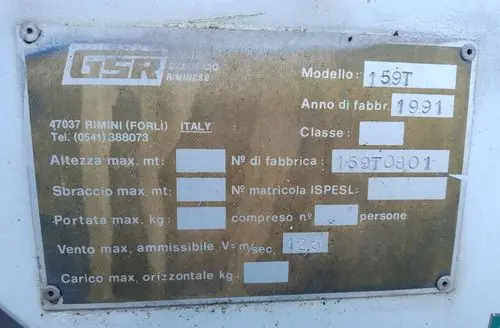 GSR
RIMINESE
Modello: 159T
Anno di fabbr. 1991
47037 RIMINI (FORLI) ITALY
Tel. (0541) 388073
Classe:
Altezza max. mt: Nº di fabbrica: 159T0801
Sbraccio max. mt: Nº matricola ISPESL:
Portata max. kg: compreso nº persone
Vento max. ammissibile V= m/sec. 12,5
Carico max. orizzontale kg: